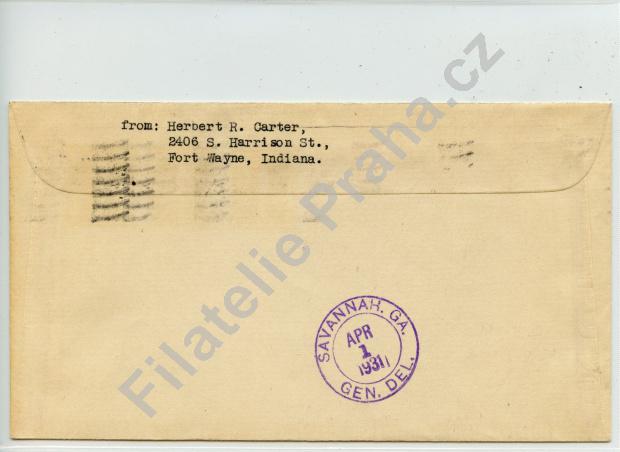 from: Herbert R. Carter,
2406 S. Harrison St.,
Fort Wayne, Indiana.
SAVANNAH, GA.
APR
1
1931
GEN. DEL.
Filatelie Praha.cz